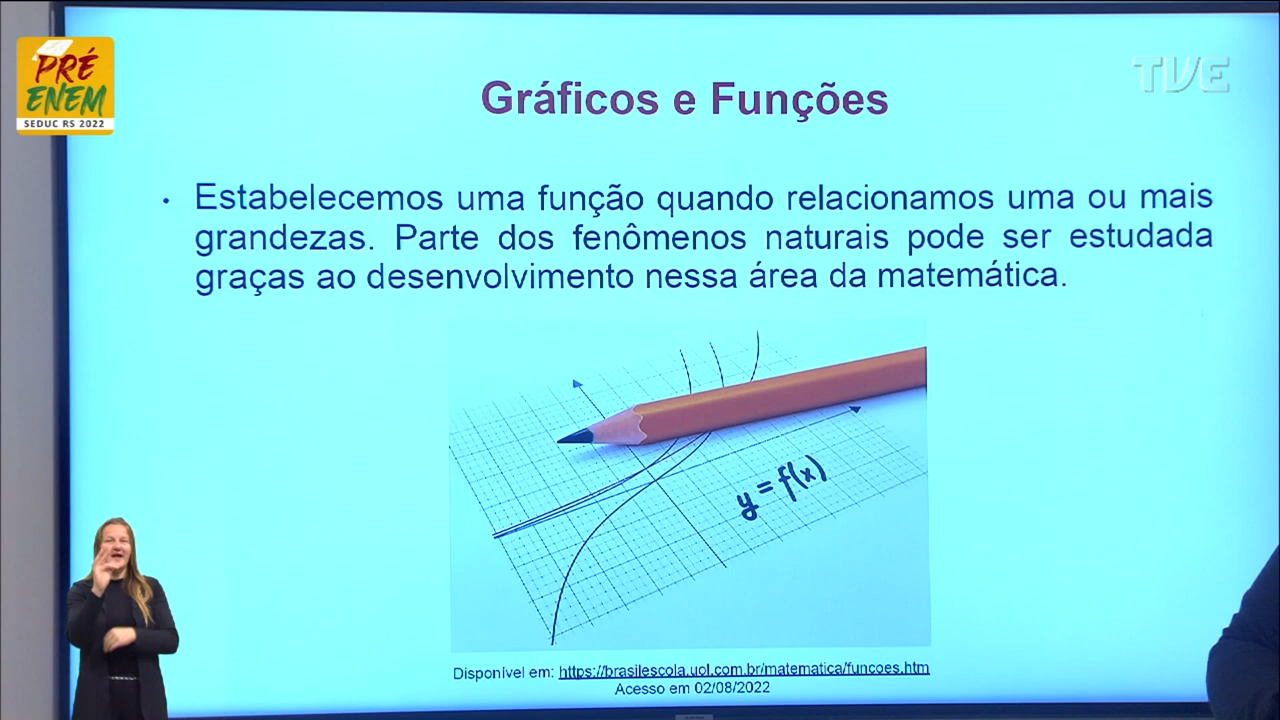 PRÉ
ENEM
SEDUC RS 2022
TVE
Gráficos e Funções
• Estabelecemos uma função quando relacionamos uma ou mais
grandezas. Parte dos fenômenos naturais pode ser estudada
graças ao desenvolvimento nessa área da matemática.
y = f(x)
Disponível em: https://brasilescola.uol.com.br/matematica/funcoes.htm
Acesso em 02/08/2022